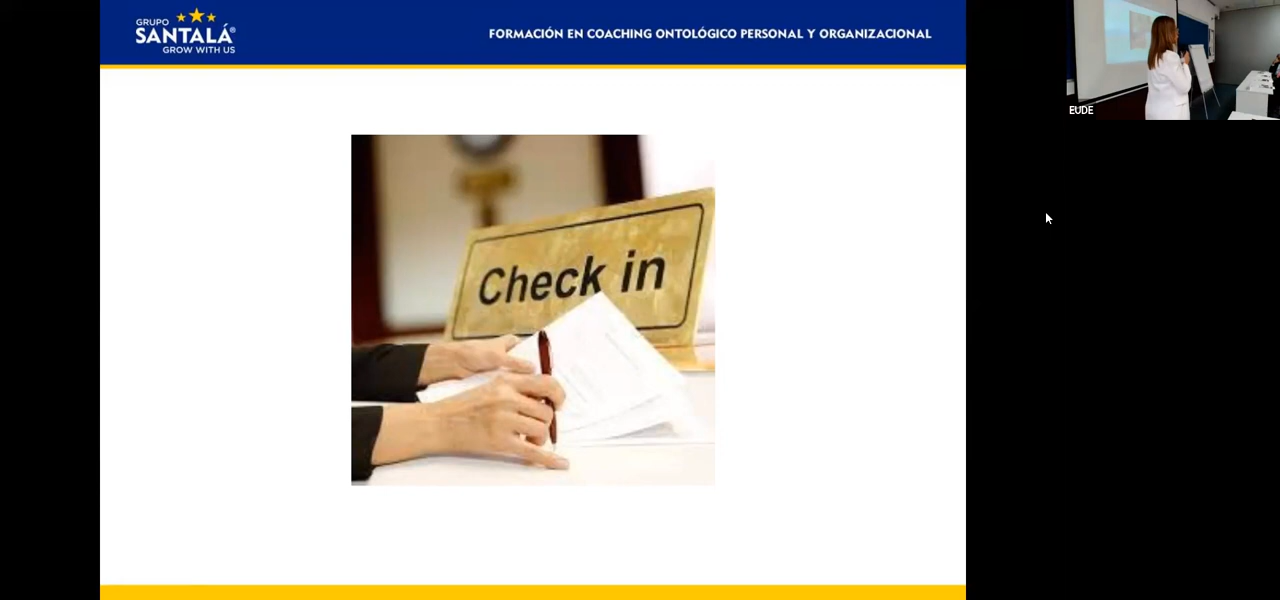 GRUPO
SANTALÁ®
GROW WITH US
FORMACIÓN EN COACHING ONTOLÓGICO PERSONAL Y ORGANIZACIONAL
EUDE
Check in